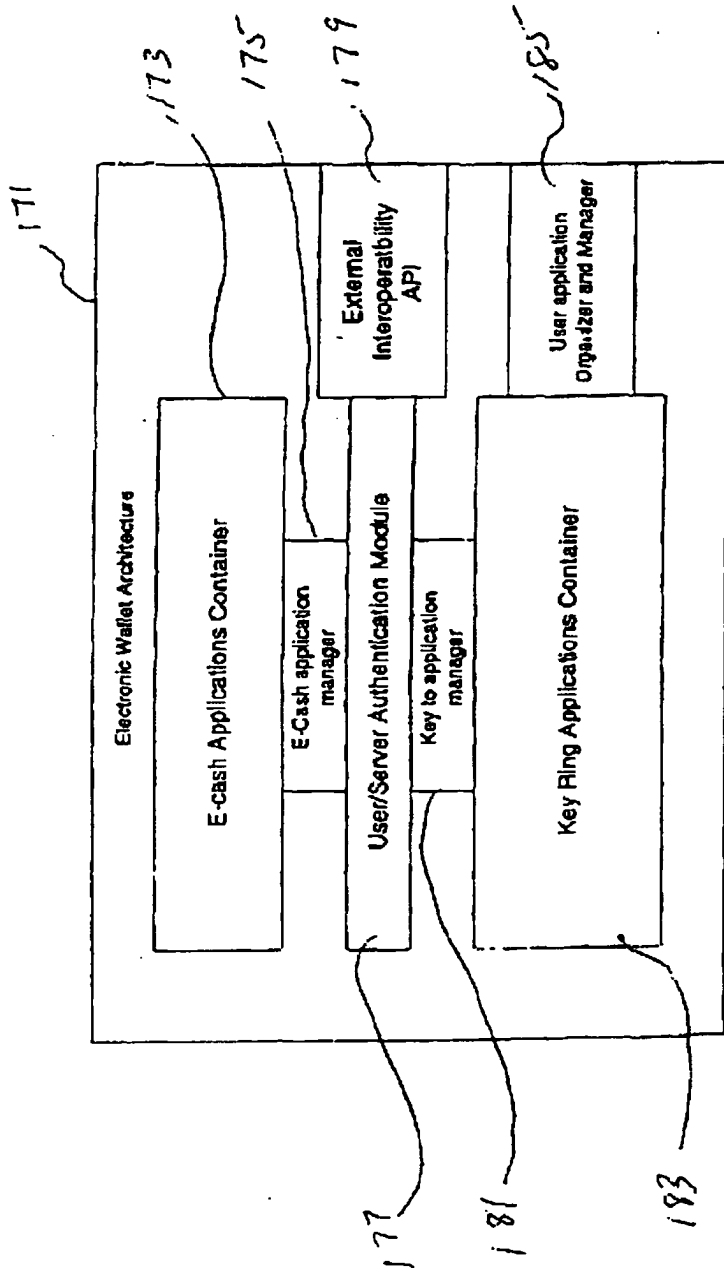 Electronic Wallet Architecture
E-cash Applications Container
E-Cash application
manager
User/Server Authentication Module
External
Interoperatbility
API
Key to application
manager
Key Ring Applications Container
User application
Organizer and Manager
171
173
175
179
185
177
181
183